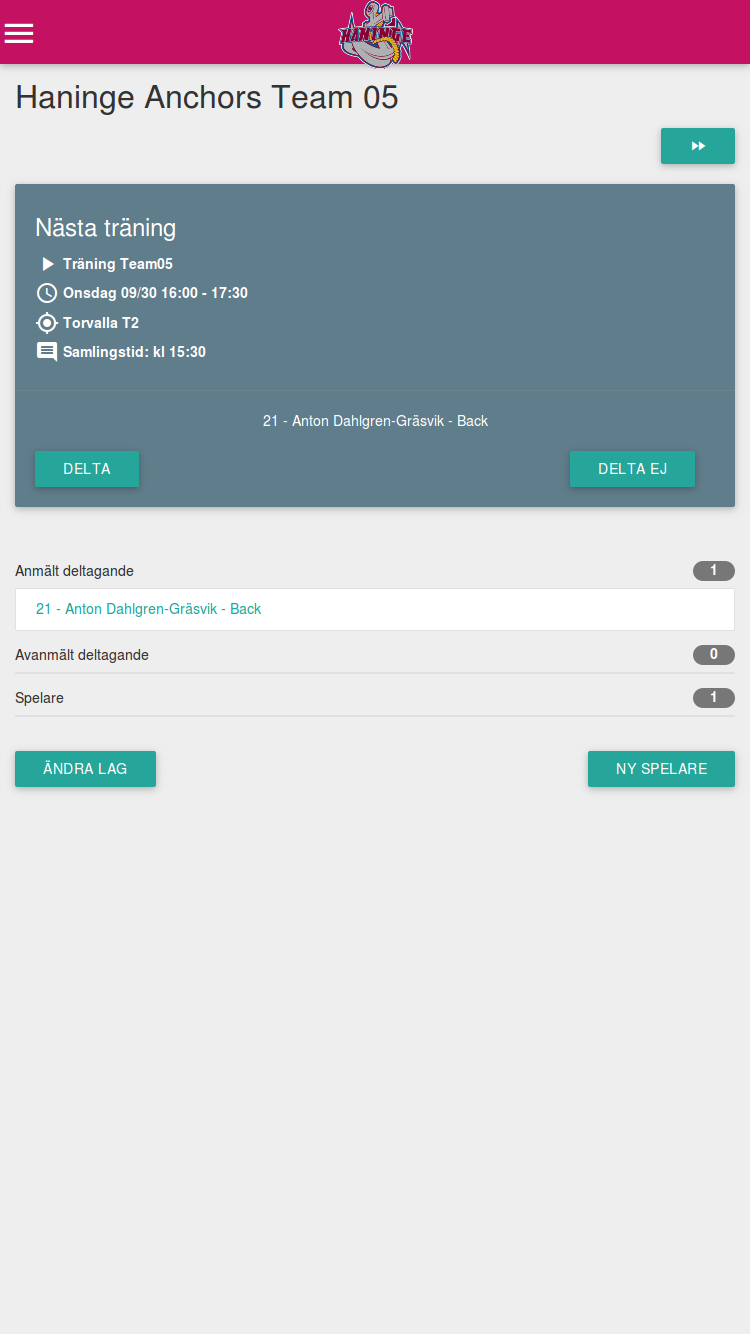 HANINGE
Haninge Anchors Team 05
Nästa träning
Träning Team05
Onsdag 09/30 16:00 - 17:30
Torvalla T2
Samlingstid: kl 15:30
21 - Anton Dahlgren-Gräsvik - Back
DELTA
DELTA EJ
Anmält deltagande
1
21 - Anton Dahlgren-Gräsvik - Back
Avanmält deltagande
0
Spelare
1
ÄNDRA LAG
NY SPELARE